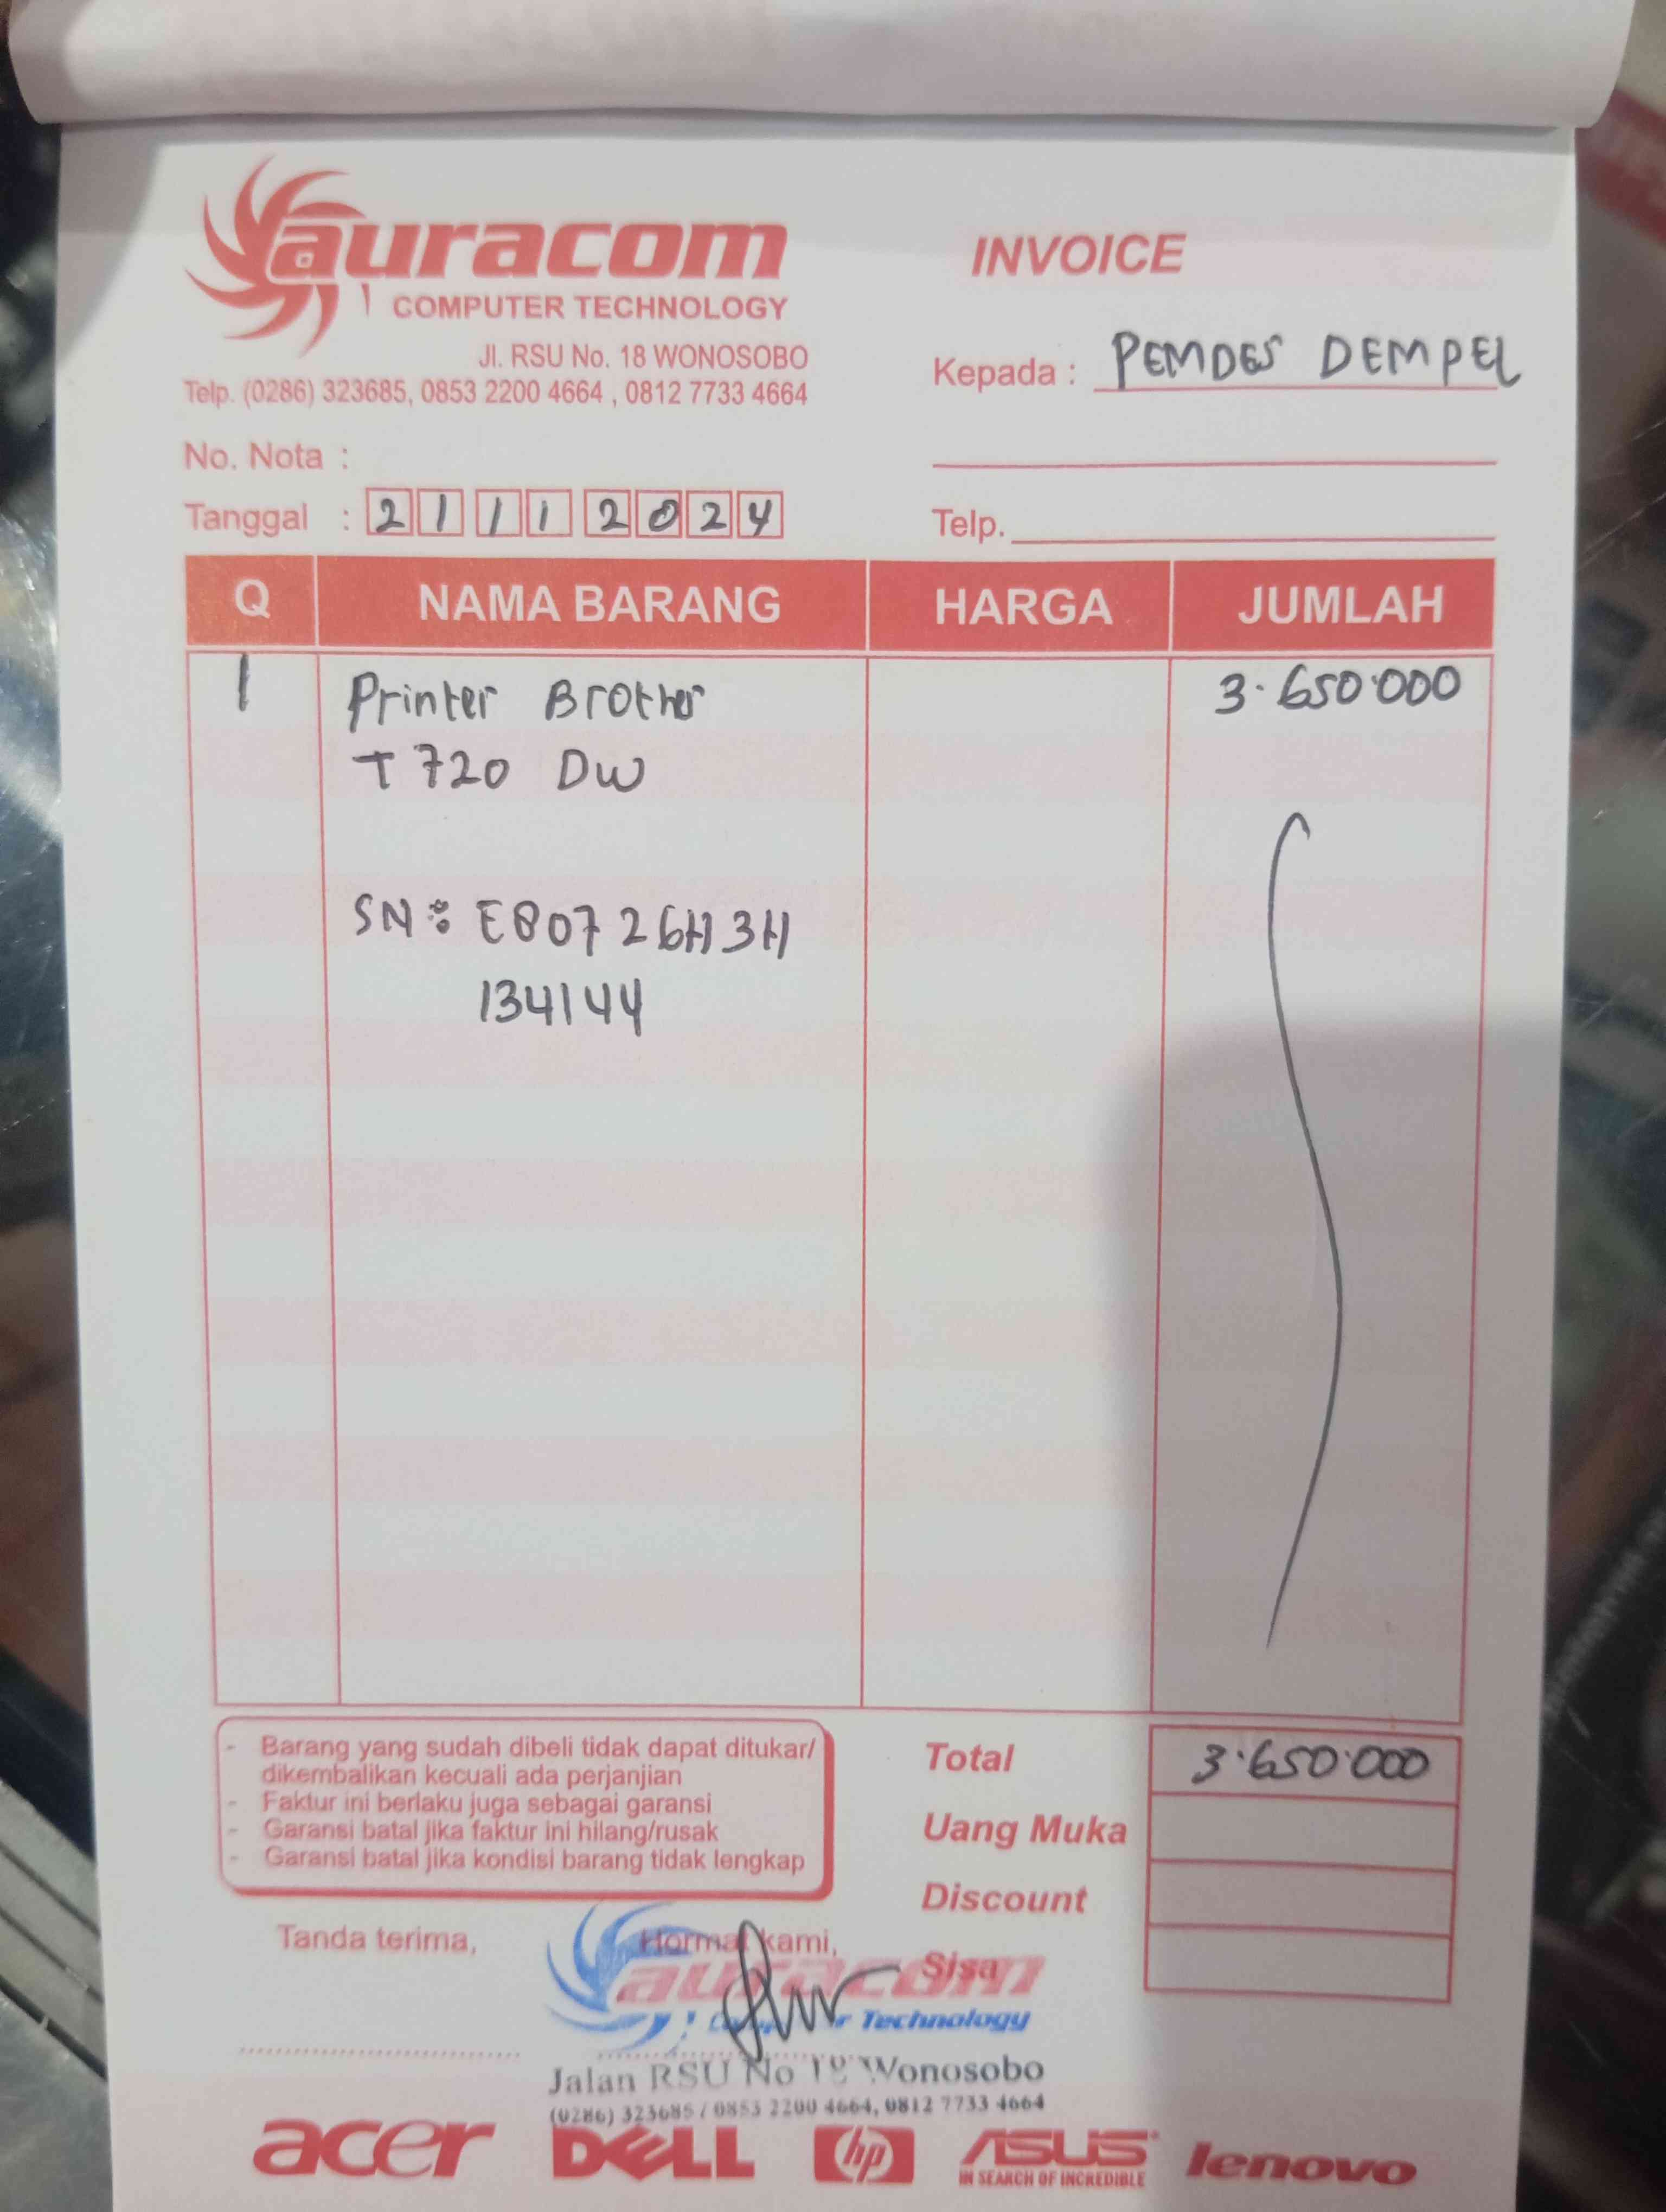 auracom
COMPUTER TECHNOLOGY
Jl. RSU No. 18 WONOSOBO
Telp. (0286) 323685, 0853 2200 4664 , 0812 7733 4664
INVOICE
Kepada : PEMDES DEMPEL
No. Nota :
Tanggal : 21 11 2024
Telp.
Q NAMA BARANG HARGA JUMLAH
1 Printer Brother 3.650.000
T720 DW
SN: E80726H3H
134144
- Barang yang sudah dibeli tidak dapat ditukar/
dikembalikan kecuali ada perjanjian
- Faktur ini berlaku juga sebagai garansi
- Garansi batal jika faktur ini hilang/rusak
- Garansi batal jika kondisi barang tidak lengkap
Total 3.650.000
Uang Muka
Discount
Sisa
Tanda terima,
Hormat kami,
auracom
Computer Technology
Jalan RSU No 18 Wonosobo
(0286) 323685 / 0853 2200 4664, 0812 7733 4664
acer DELL hp ASUS lenovo
IN SEARCH OF INCREDIBLE